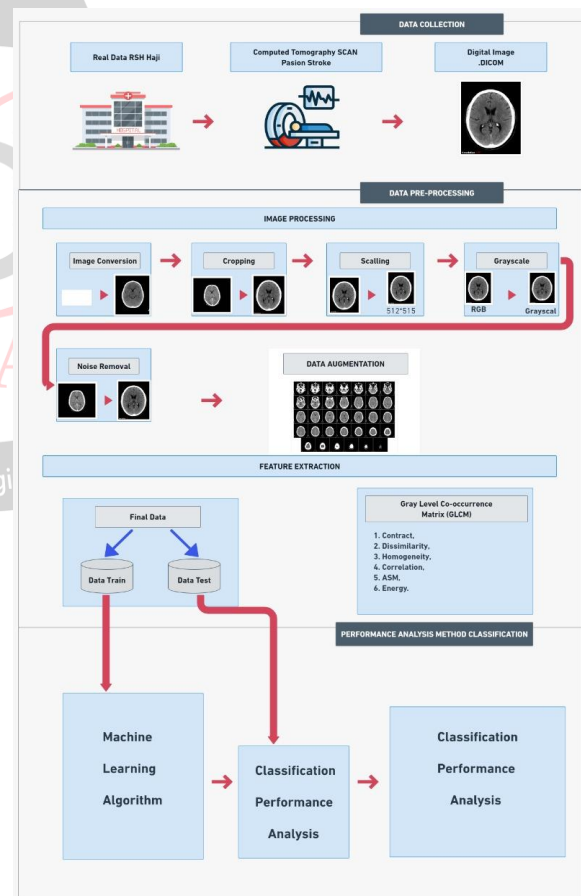 DATA COLLECTION
Real Data RSH Haji
Computed Tomography SCAN
Pasion Stroke
Digital Image
.DICOM
HOSPITAL
DATA PRE-PROCESSING
IMAGE PROCESSING
Image Conversion
Cropping
Scalling
Grayscale
512*515
RGB
Grayscal
Noise Removal
DATA AUGMENTATION
FEATURE EXTRACTION
Final Data
Data Train
Data Test
Gray Level Co-occurrence
Matrix (GLCM)
1. Contract,
2. Dissimilarity,
3. Homogeneity,
4. Correlation,
5. ASM,
6. Energy.
PERFORMANCE ANALYSIS METHOD CLASSIFICATION
Machine
Learning
Algorithm
Classification
Performance
Analysis
Classification
Performance
Analysis